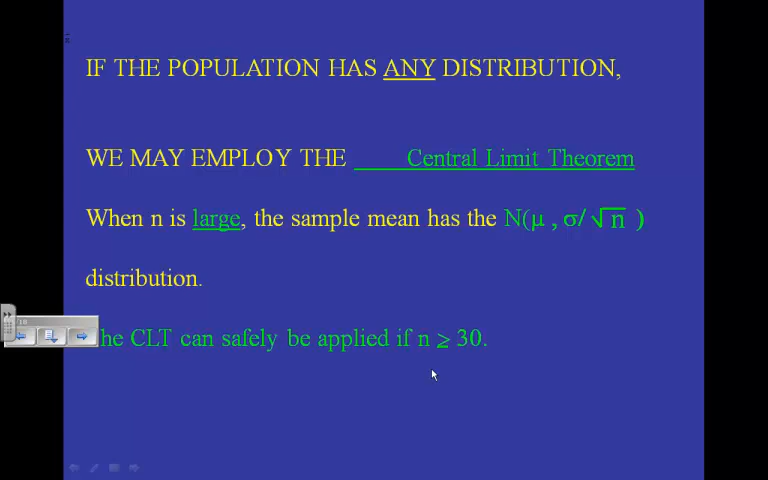 IF THE POPULATION HAS ANY DISTRIBUTION,
WE MAY EMPLOY THE Central Limit Theorem
When n is large, the sample mean has the N(μ , σ/√n )
distribution.
he CLT can safely be applied if n ≥ 30.